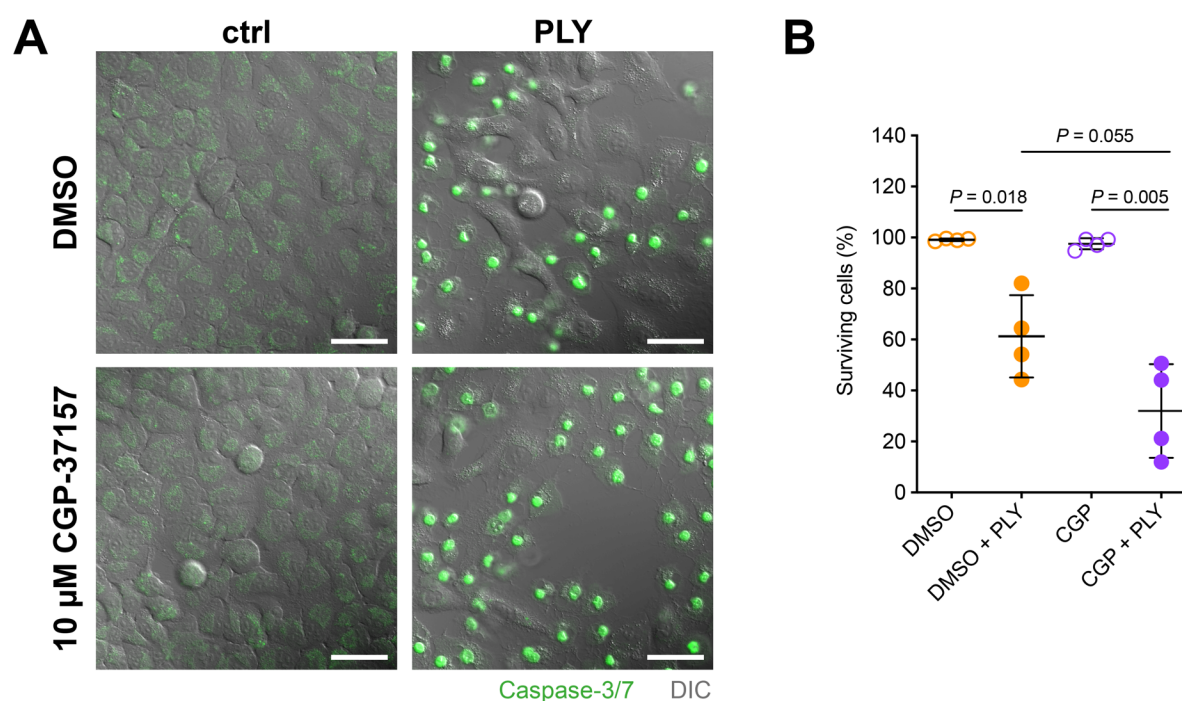 A
ctrl
PLY
B
DMSO
10 µM CGP-37157
Caspase-3/7 DIC
Surviving cells (%)
140
120
100
80
60
40
20
0
P = 0.055
P = 0.018
P = 0.005
DMSO
DMSO + PLY
CGP
CGP + PLY